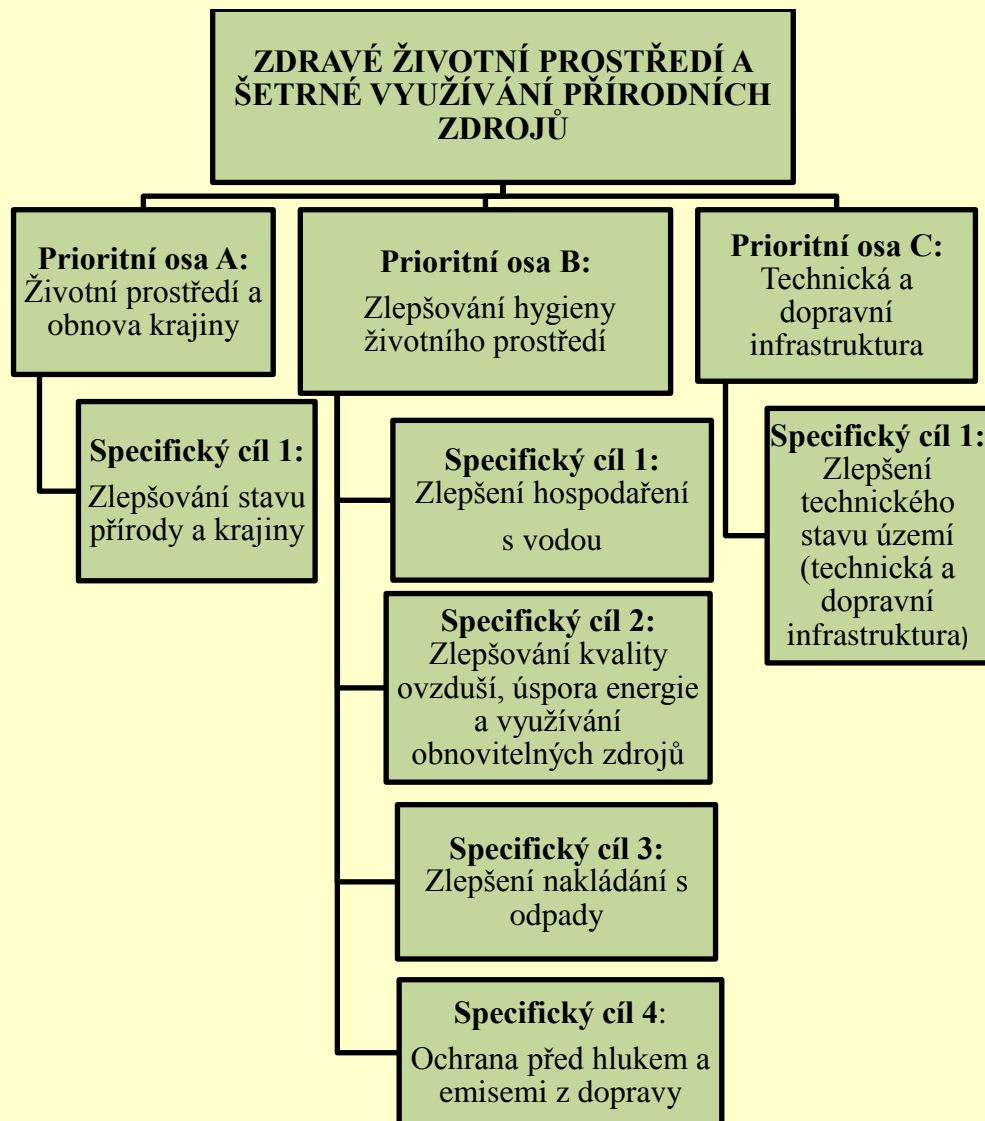 ZDRAVÉ ŽIVOTNÍ PROSTŘEDÍ A
ŠETRNÉ VYUŽÍVÁNÍ PŘÍRODNÍCH
ZDROJŮ
Prioritní osa A:
Životní prostředí a
obnova krajiny
Specifický cíl 1:
Zlepšování stavu
přírody a krajiny
Prioritní osa B:
Zlepšování hygieny
životního prostředí
Specifický cíl 1:
Zlepšení hospodaření
s vodou
Specifický cíl 2:
Zlepšování kvality
ovzduší, úspora energie
a využívání
obnovitelných zdrojů
Specifický cíl 3:
Zlepšení nakládání s
odpady
Specifický cíl 4:
Ochrana před hlukem a
emisemi z dopravy
Prioritní osa C:
Technická a
dopravní
infrastruktura
Specifický cíl 1:
Zlepšení
technického
stavu území
(technická a
dopravní
infrastruktura)